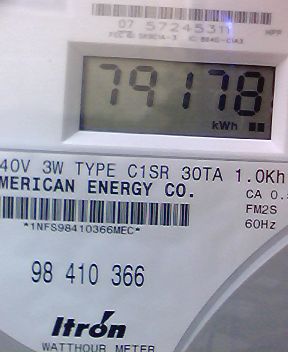 07 57245311
79178
kWh
40V 3W TYPE C1SR 30TA 1.0Kh
MERICAN ENERGY CO.
CA 0.
FM2S
*1NFS98410366MEC*
60Hz
98 410 366
Itrón
WATTHOUR METER